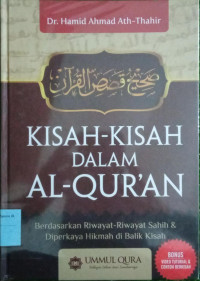 Dr. Hamid Ahmad Ath-Thahir
صحيح قصص القرآن
KISAH-KISAH
DALAM
AL-QUR'AN
Berdasarkan Riwayat-Riwayat Sahih &
Diperkaya Hikmah di Balik Kisah
UMMUL QURA
BONUS